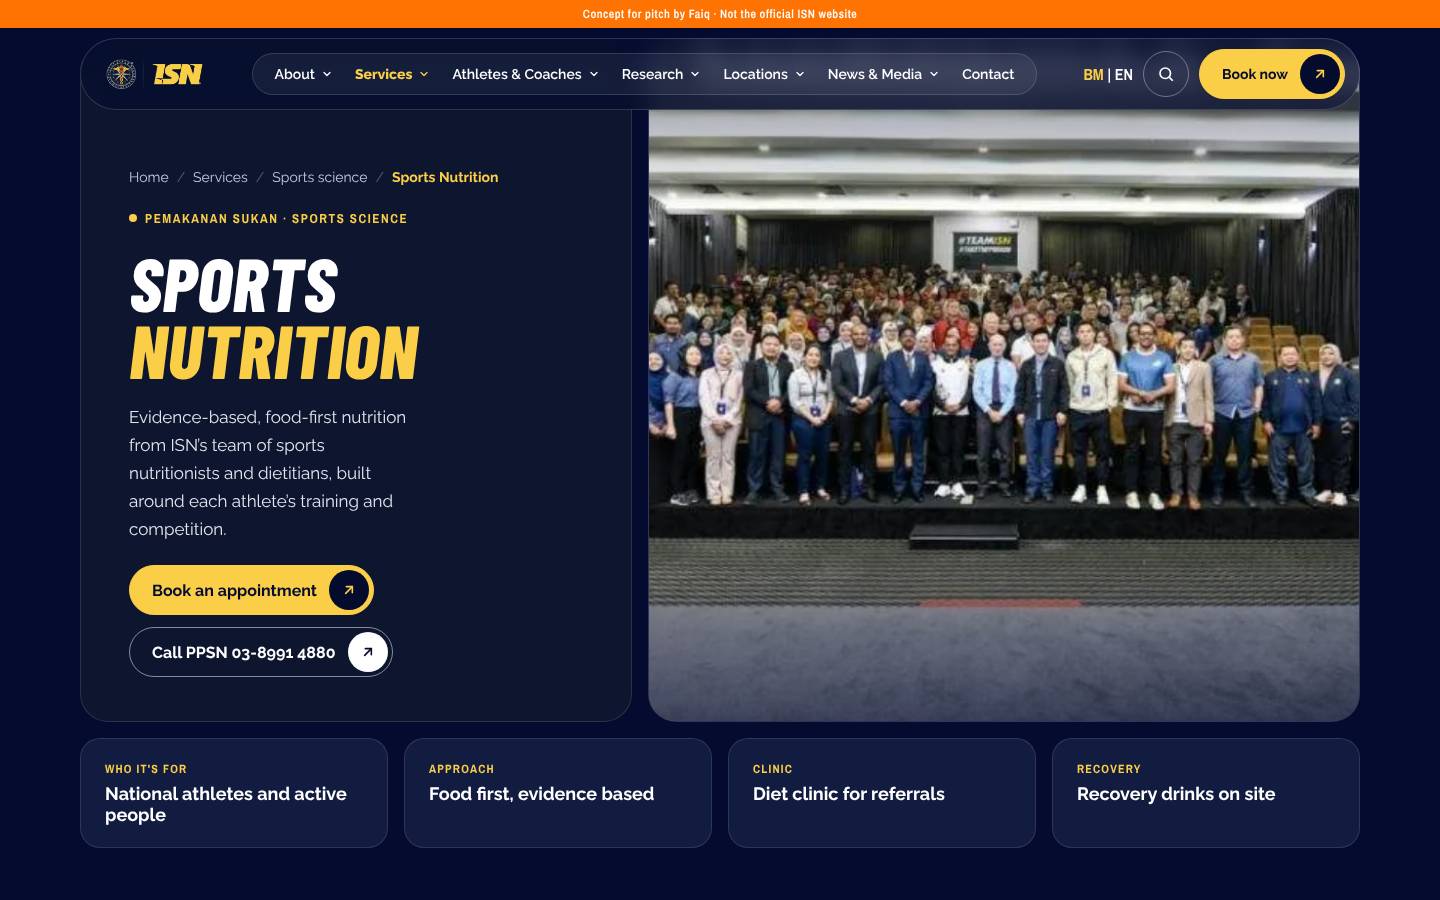 Concept for pitch by Faiq · Not the official ISN website
ISN
About
Services
Athletes & Coaches
Research
Locations
News & Media
Contact
BM | EN
Book now
Home / Services / Sports science / Sports Nutrition
PEMAKANAN SUKAN · SPORTS SCIENCE
SPORTS
NUTRITION
Evidence-based, food-first nutrition
from ISN's team of sports
nutritionists and dietitians, built
around each athlete's training and
competition.
Book an appointment
Call PPSN 03-8991 4880
#TEAMISN
WHO IT'S FOR
National athletes and active
people
APPROACH
Food first, evidence based
CLINIC
Diet clinic for referrals
RECOVERY
Recovery drinks on site